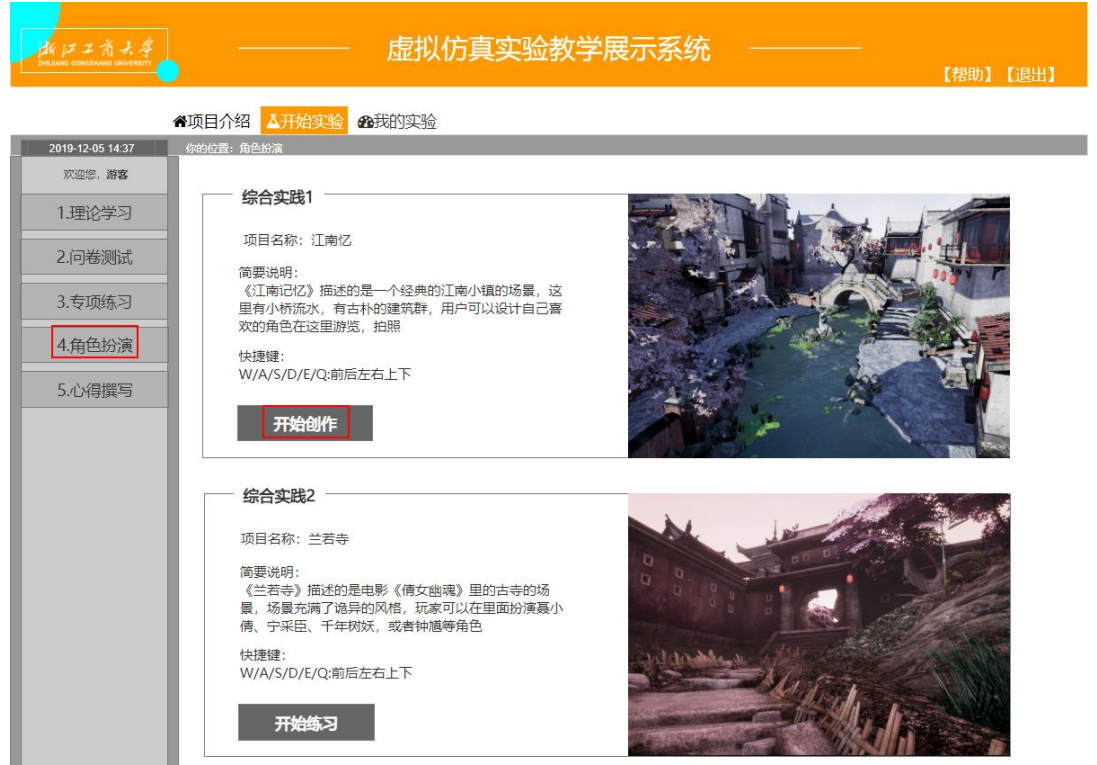 浙江工商大学
ZHEJIANG GONGSHANG UNIVERSITY
虚拟仿真实验教学展示系统
【帮助】【退出】
项目介绍 开始实验 我的实验
2019-12-05 14:37 你的位置：角色扮演
欢迎您，游客
1.理论学习
2.问卷测试
3.专项练习
4.角色扮演
5.心得撰写
综合实践1
项目名称：江南忆
简要说明：
《江南记忆》描述的是一个经典的江南小镇的场景，这
里有小桥流水，有古朴的建筑群，用户可以设计自己喜
欢的角色在这里游览，拍照
快捷键：
W/A/S/D/E/Q:前后左右上下
开始创作
综合实践2
项目名称：兰若寺
简要说明：
《兰若寺》描述的是电影《倩女幽魂》里的古寺的场
景，场景充满了诡异的风格，玩家可以在里面扮演聂小
倩、宁采臣、千年树妖，或者钟馗等角色
快捷键：
W/A/S/D/E/Q:前后左右上下
开始练习